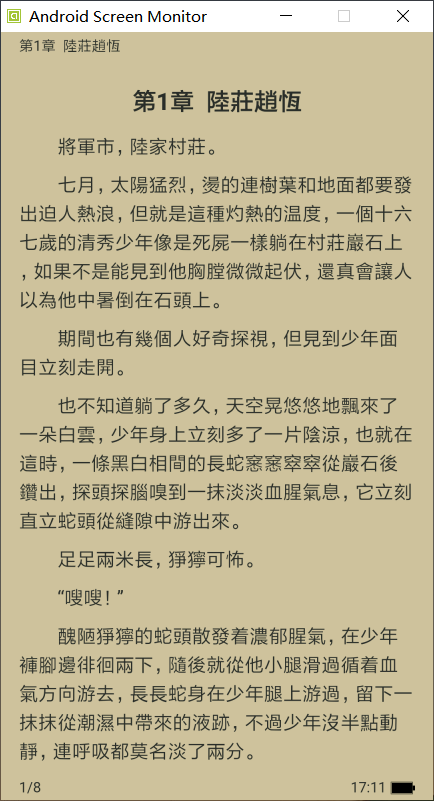 Android Screen Monitor
第1章 陸莊趙恆
第1章 陸莊趙恆
將軍市，陸家村莊。
七月，太陽猛烈，燙的連樹葉和地面都要發
出迫人熱浪，但就是這種灼熱的溫度，一個十六
七歲的清秀少年像是死屍一樣躺在村莊巖石上
，如果不是能見到他胸膛微微起伏，還真會讓人
以為他中暑倒在石頭上。
期間也有幾個人好奇探視，但見到少年面
目立刻走開。
也不知道躺了多久，天空晃悠悠地飄來了
一朵白雲，少年身上立刻多了一片陰涼，也就在
這時，一條黑白相間的長蛇窸窸窣窣從巖石後
鑽出，探頭探腦嗅到一抹淡淡血腥氣息，它立刻
直立蛇頭從縫隙中游出來。
足足兩米長，猙獰可怖。
“嗖嗖！”
醜陋猙獰的蛇頭散發着濃郁腥氣，在少年
褲腳邊徘徊兩下，隨後就從他小腿滑過循着血
氣方向游去，長長蛇身在少年腿上游過，留下一
抹抹從潮濕中帶來的液跡，不過少年沒半點動
靜，連呼吸都莫名淡了兩分。
1/8 17:11